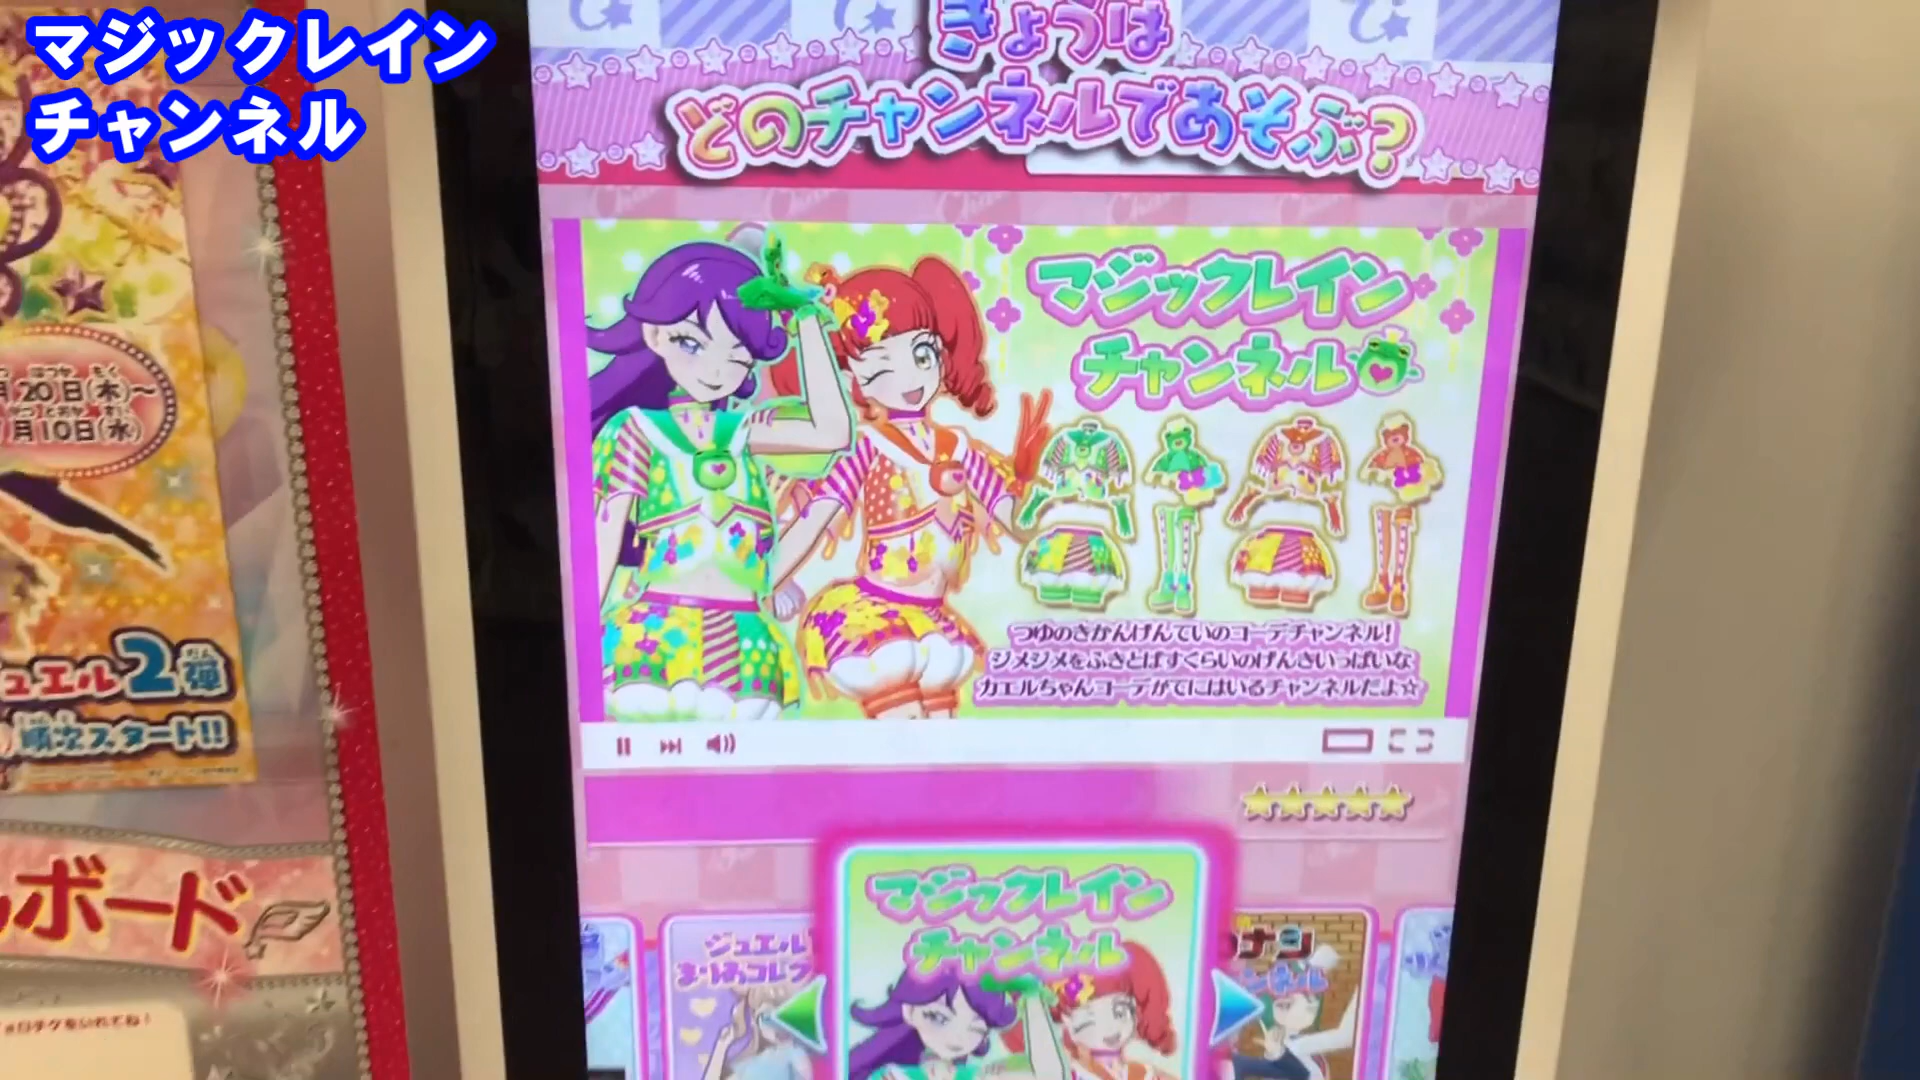 マジックレイン
チャンネル
きょうは
どのチャンネルであそぶ?
マジックレイン
チャンネル
つゆのきかんげんていのコーデチャンネル!
ジメジメをふきとばすくらいのげんきいっぱいな
カエルちゃんコーデがてにはいるチャンネルだよ☆
マジックレイン
チャンネル
ジュエル
コナン
月20日(木)~
月10日(水)
ュエル2弾
順次スタート!!
ボード